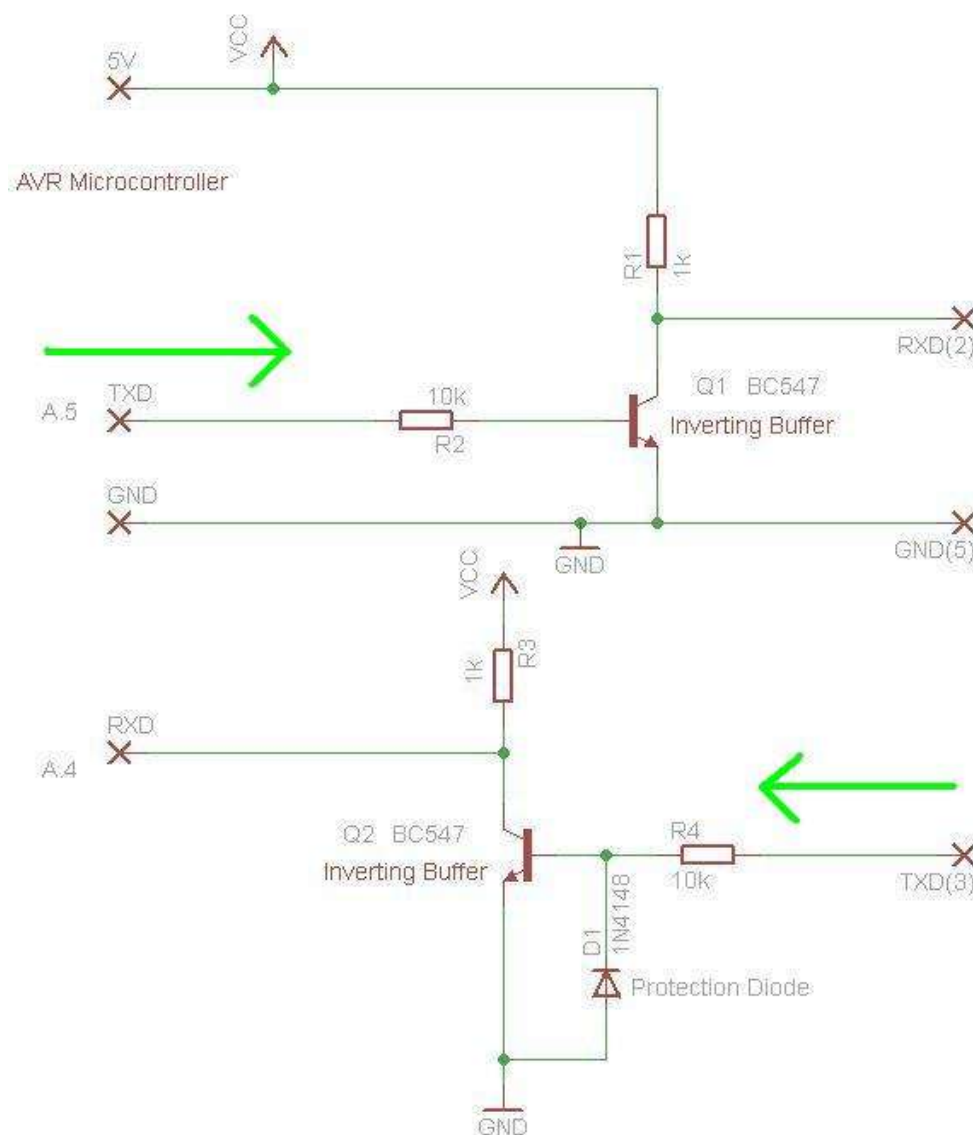 VCC
5V
AVR Microcontroller
R1
1k
RXD(2)
TXD
A.5
10k
R2
Q1 BC547
Inverting Buffer
GND
GND
GND(5)
VCC
1k
R3
RXD
A.4
Q2 BC547
Inverting Buffer
R4
10k
TXD(3)
D1
1N4148
Protection Diode
GND